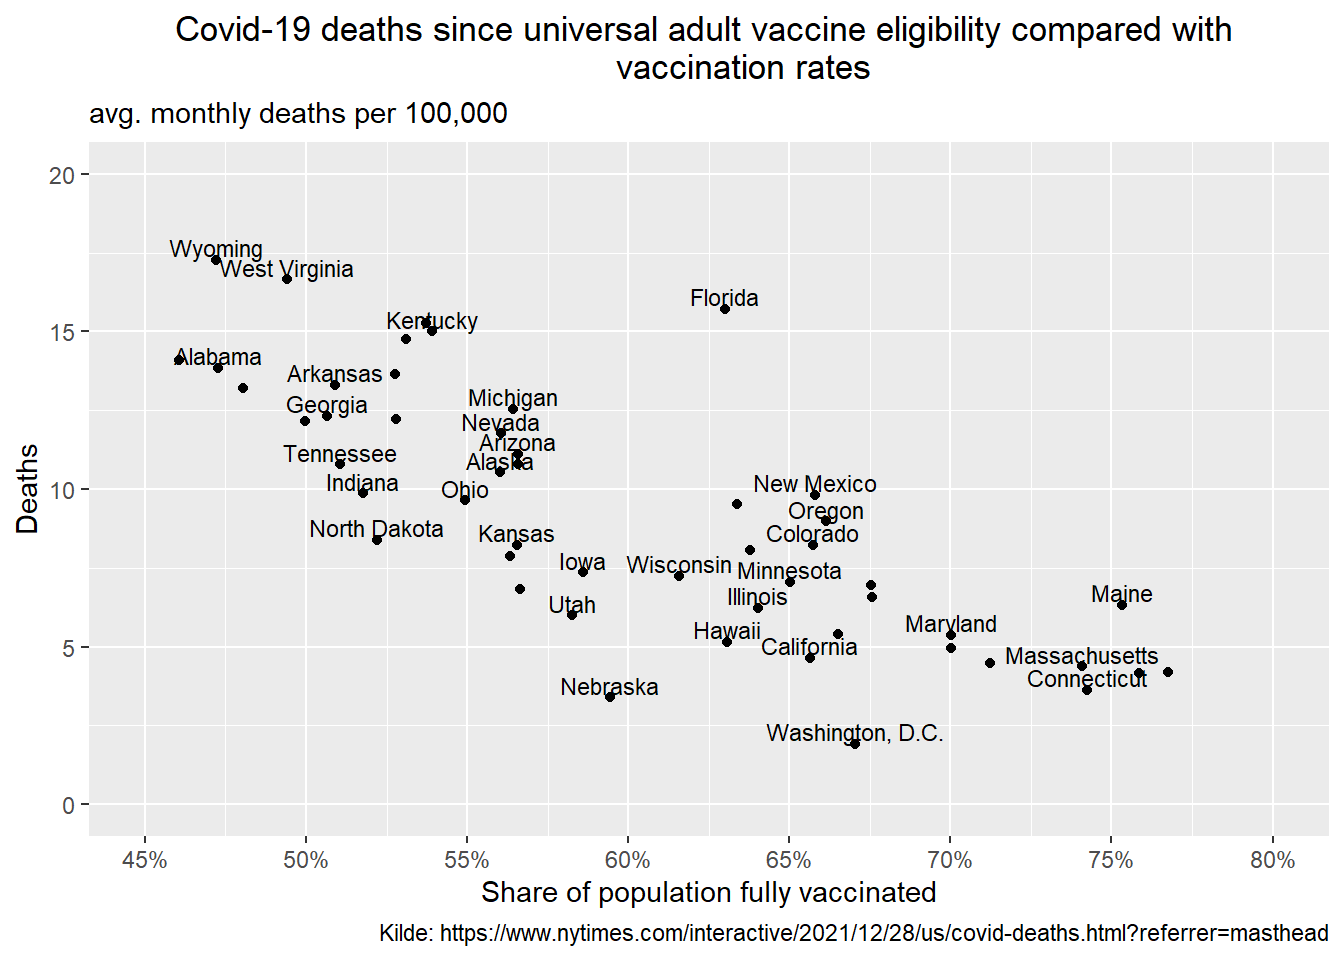 Covid-19 deaths since universal adult vaccine eligibility compared with
vaccination rates
avg. monthly deaths per 100,000
20
Wyoming
West Virginia
Florida
15
Kentucky
Alabama
Arkansas
Michigan
Georgia
Nevada
Arizona
Tennessee
Alaska
Indiana
Ohio
New Mexico
10
Oregon
North Dakota
Kansas
Colorado
Iowa
Wisconsin
Minnesota
Utah
Illinois
Maine
Hawaii
Maryland
California
5
Massachusetts
Connecticut
Nebraska
Washington, D.C.
0
Deaths
45% 50% 55% 60% 65% 70% 75% 80%
Share of population fully vaccinated
Kilde: https://www.nytimes.com/interactive/2021/12/28/us/covid-deaths.html?referrer=masthead